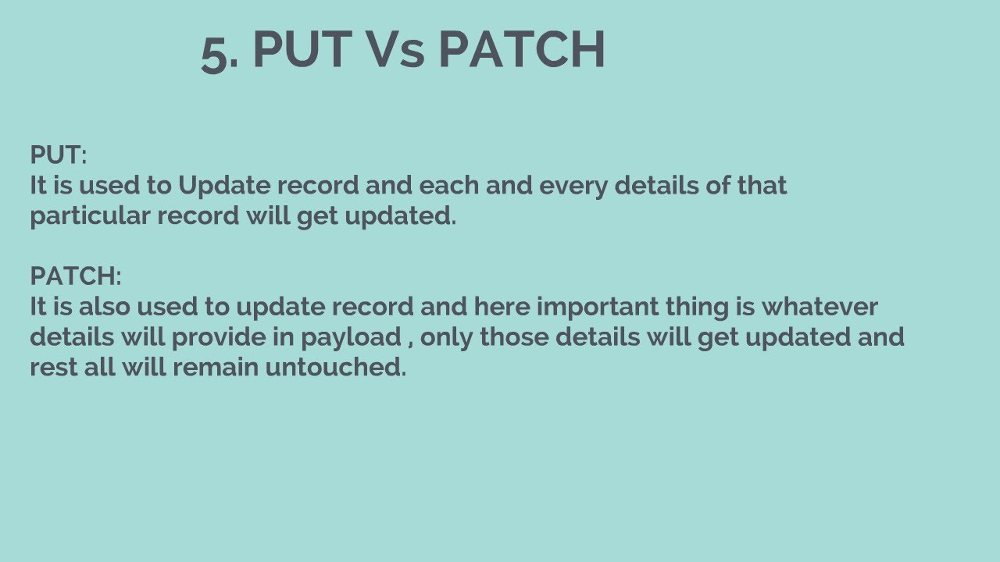 5. PUT Vs PATCH
PUT:
It is used to Update record and each and every details of that
particular record will get updated.
PATCH:
It is also used to update record and here important thing is whatever
details will provide in payload , only those details will get updated and
rest all will remain untouched.